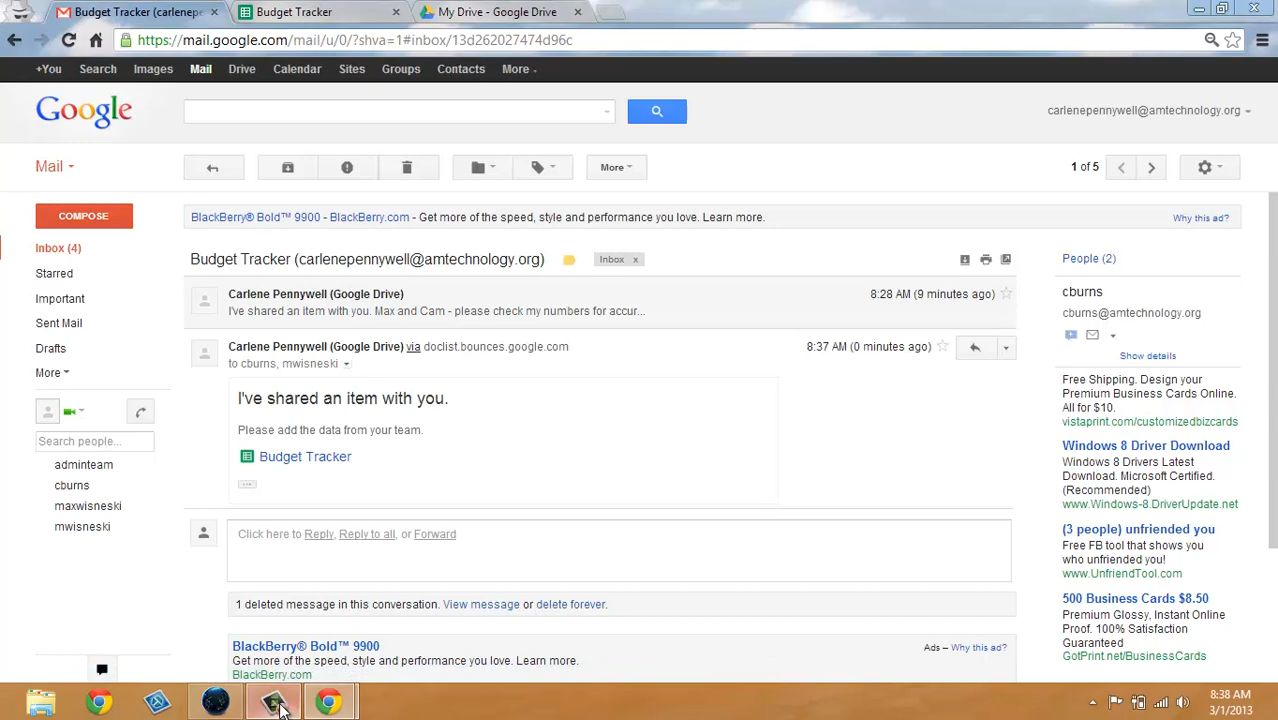 Budget Tracker (carlenep
Budget Tracker
My Drive - Google Drive
https://mail.google.com/mail/u/0/?shva=1#inbox/13d262027474d96c
+You Search Images Mail Drive Calendar Sites Groups Contacts More
Google
carlenepennywell@amtechnology.org
Mail
More
1 of 5
COMPOSE
BlackBerry® Bold™ 9900 - BlackBerry.com - Get more of the speed, style and performance you love. Learn more.
Why this ad?
Inbox (4)
Starred
Important
Sent Mail
Drafts
More
Search people...
adminteam
cburns
maxwisneski
mwisneski
Budget Tracker (carlenepennywell@amtechnology.org)
Inbox x
Carlene Pennywell (Google Drive)
8:28 AM (9 minutes ago)
I've shared an item with you. Max and Cam - please check my numbers for accur...
Carlene Pennywell (Google Drive) via doclist.bounces.google.com
8:37 AM (0 minutes ago)
to cburns, mwisneski
I've shared an item with you.
Please add the data from your team.
Budget Tracker
Click here to Reply, Reply to all, or Forward
1 deleted message in this conversation. View message or delete forever.
BlackBerry® Bold™ 9900
Ads – Why this ad?
Get more of the speed, style and performance you love. Learn more.
BlackBerry.com
People (2)
cburns
cburns@amtechnology.org
Show details
Free Shipping. Design your
Premium Business Cards Online.
All for $10.
vistaprint.com/customizedbizcards
Windows 8 Driver Download
Windows 8 Drivers Latest
Download. Microsoft Certified.
(Recommended)
www.Windows-8.DriverUpdate.net
(3 people) unfriended you
Free FB tool that shows you
who unfriended you!
www.UnfriendTool.com
500 Business Cards $8.50
Premium Glossy, Instant Online
Proof. 100% Satisfaction
Guaranteed
GotPrint.net/BusinessCards
8:38 AM
3/1/2013